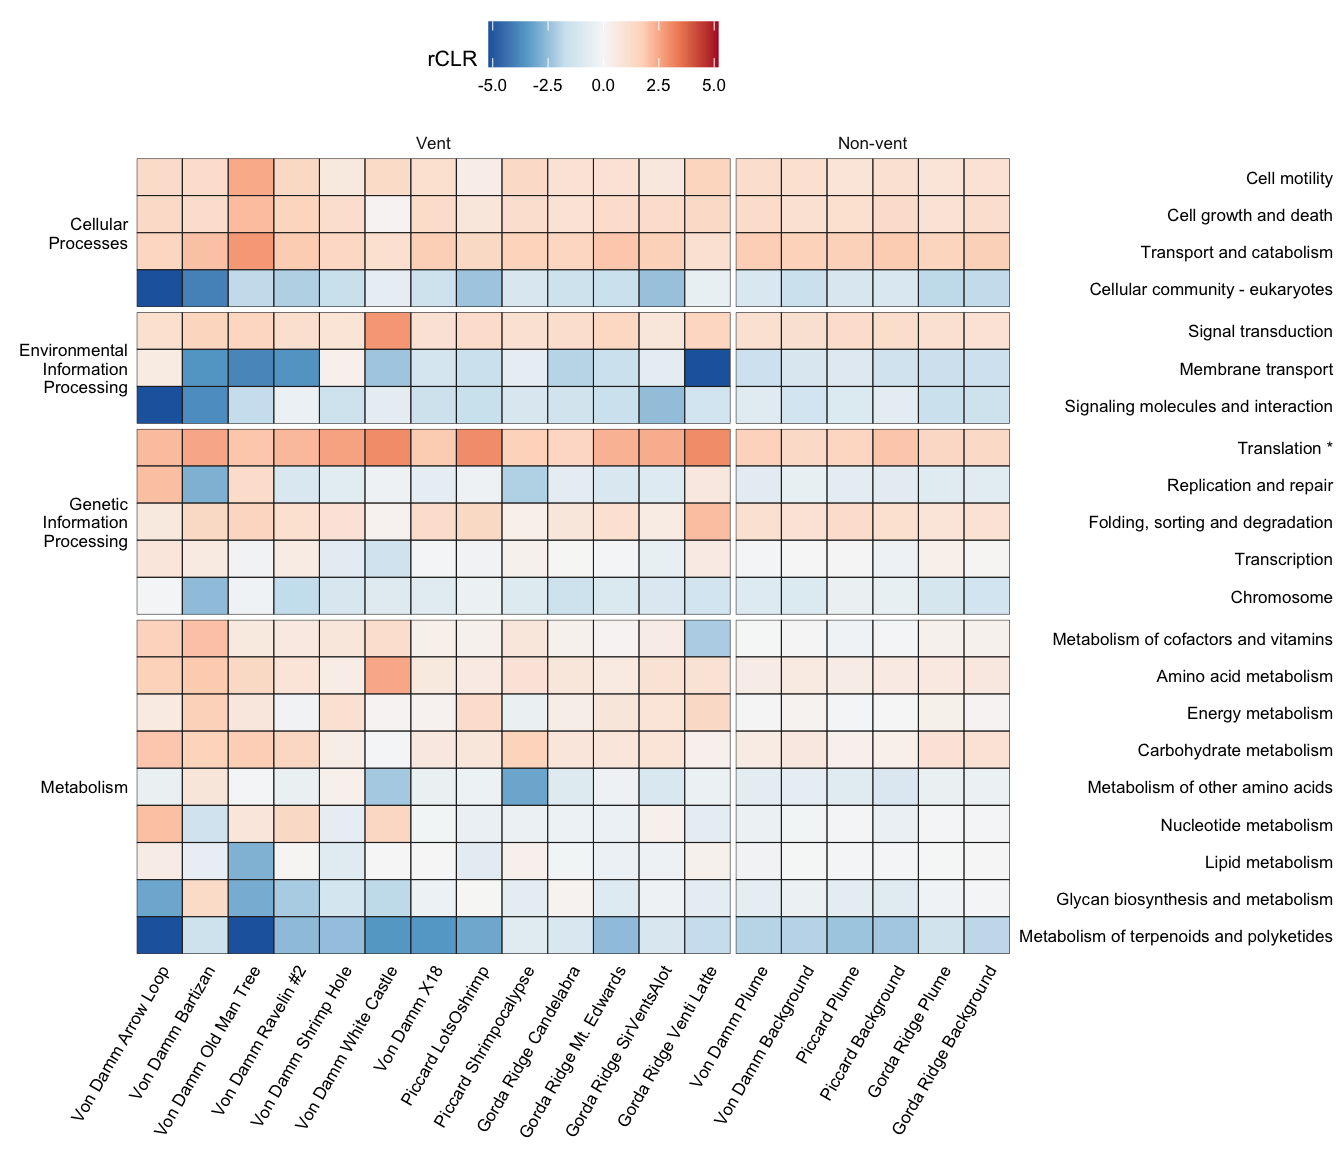 rCLR
-5.0 -2.5 0.0 2.5 5.0
Vent Non-vent
Cellular
Processes
Cell motility
Cell growth and death
Transport and catabolism
Cellular community - eukaryotes
Environmental
Information
Processing
Signal transduction
Membrane transport
Signaling molecules and interaction
Genetic
Information
Processing
Translation *
Replication and repair
Folding, sorting and degradation
Transcription
Chromosome
Metabolism
Metabolism of cofactors and vitamins
Amino acid metabolism
Energy metabolism
Carbohydrate metabolism
Metabolism of other amino acids
Nucleotide metabolism
Lipid metabolism
Glycan biosynthesis and metabolism
Metabolism of terpenoids and polyketides
Von Damm Arrow Loop
Von Damm Bartizan
Von Damm Old Man Tree
Von Damm Ravelin #2
Von Damm Shrimp Hole
Von Damm White Castle
Von Damm X18
Piccard LotsOshrimp
Piccard Shrimpocalypse
Gorda Ridge Candelabra
Gorda Ridge Mt. Edwards
Gorda Ridge SirVentsAlot
Gorda Ridge Venti Latte
Von Damm Plume
Von Damm Background
Piccard Plume
Piccard Background
Gorda Ridge Plume
Gorda Ridge Background